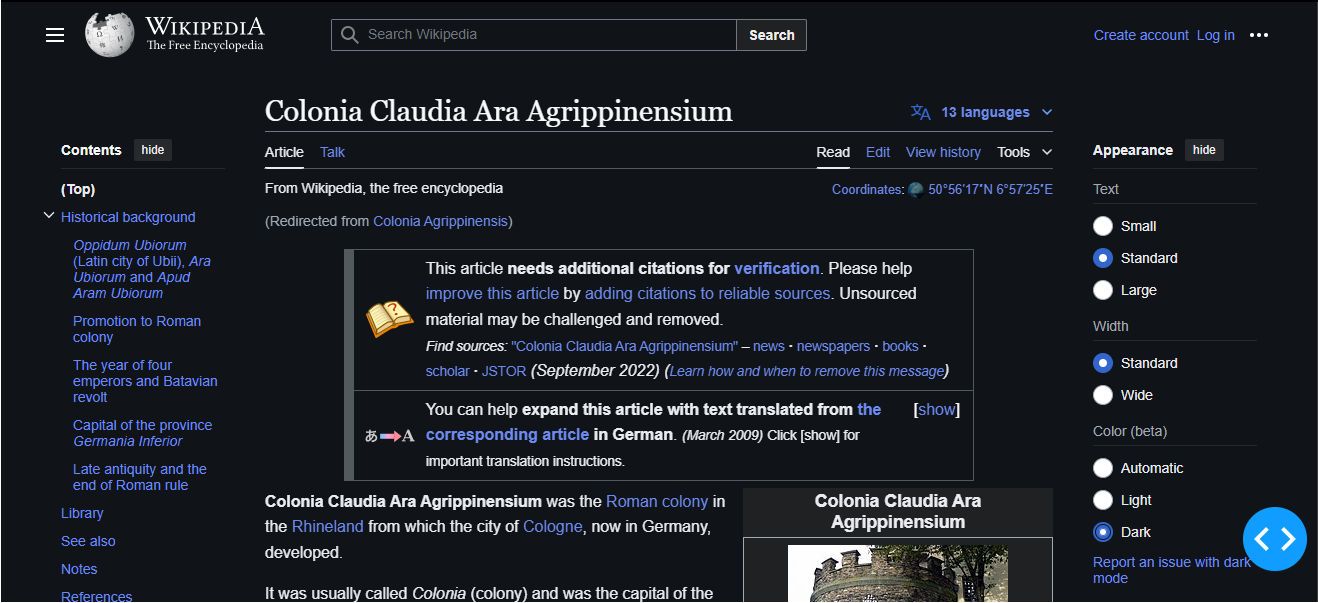 WIKIPEDIA
The Free Encyclopedia
Search Wikipedia
Search
Create account Log in
Colonia Claudia Ara Agrippinensium
13 languages
Contents hide
(Top)
Historical background
Oppidum Ubiorum
(Latin city of Ubii), Ara
Ubiorum and Apud
Aram Ubiorum
Promotion to Roman
colony
The year of four
emperors and Batavian
revolt
Capital of the province
Germania Inferior
Late antiquity and the
end of Roman rule
Library
See also
Notes
References
Article Talk
Read Edit View history Tools
From Wikipedia, the free encyclopedia
Coordinates: 50°56′17″N 6°57′25″E
(Redirected from Colonia Agrippinensis)
This article needs additional citations for verification. Please help
improve this article by adding citations to reliable sources. Unsourced
material may be challenged and removed.
Find sources: "Colonia Claudia Ara Agrippinensium" – news · newspapers · books ·
scholar · JSTOR (September 2022) (Learn how and when to remove this message)
あ A
You can help expand this article with text translated from the
corresponding article in German. (March 2009) Click [show] for
important translation instructions.
[show]
Colonia Claudia Ara Agrippinensium was the Roman colony in
the Rhineland from which the city of Cologne, now in Germany,
developed.
It was usually called Colonia (colony) and was the capital of the
Colonia Claudia Ara
Agrippinensium
Appearance hide
Text
Small
Standard
Large
Width
Standard
Wide
Color (beta)
Automatic
Light
Dark
Report an issue with dark
mode